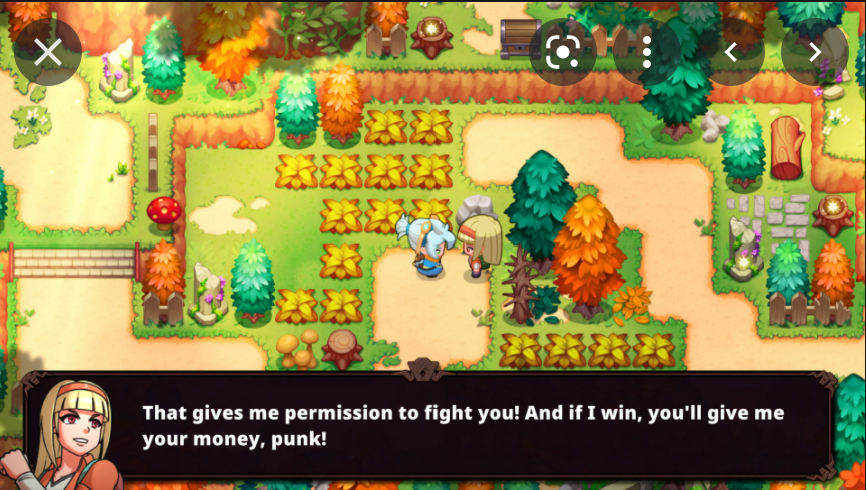 That gives me permission to fight you! And if I win, you'll give me
your money, punk!